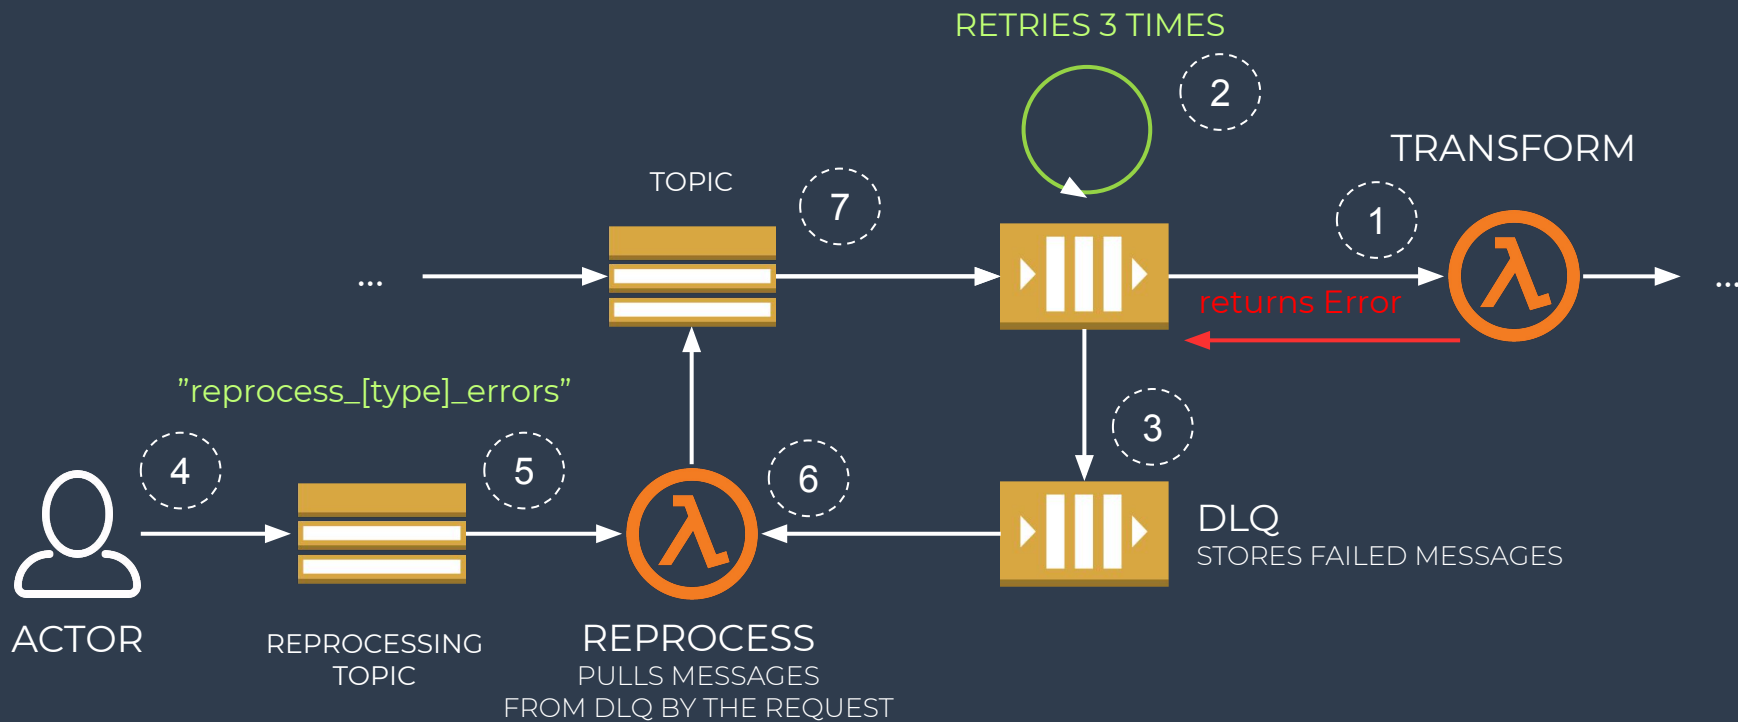 RETRIES 3 TIMES
2
TRANSFORM
TOPIC
7
1
...
...
returns Error
”reprocess_[type]_errors”
3
4
5
6
DLQ
STORES FAILED MESSAGES
ACTOR
REPROCESSING
TOPIC
REPROCESS
PULLS MESSAGES
FROM DLQ BY THE REQUEST